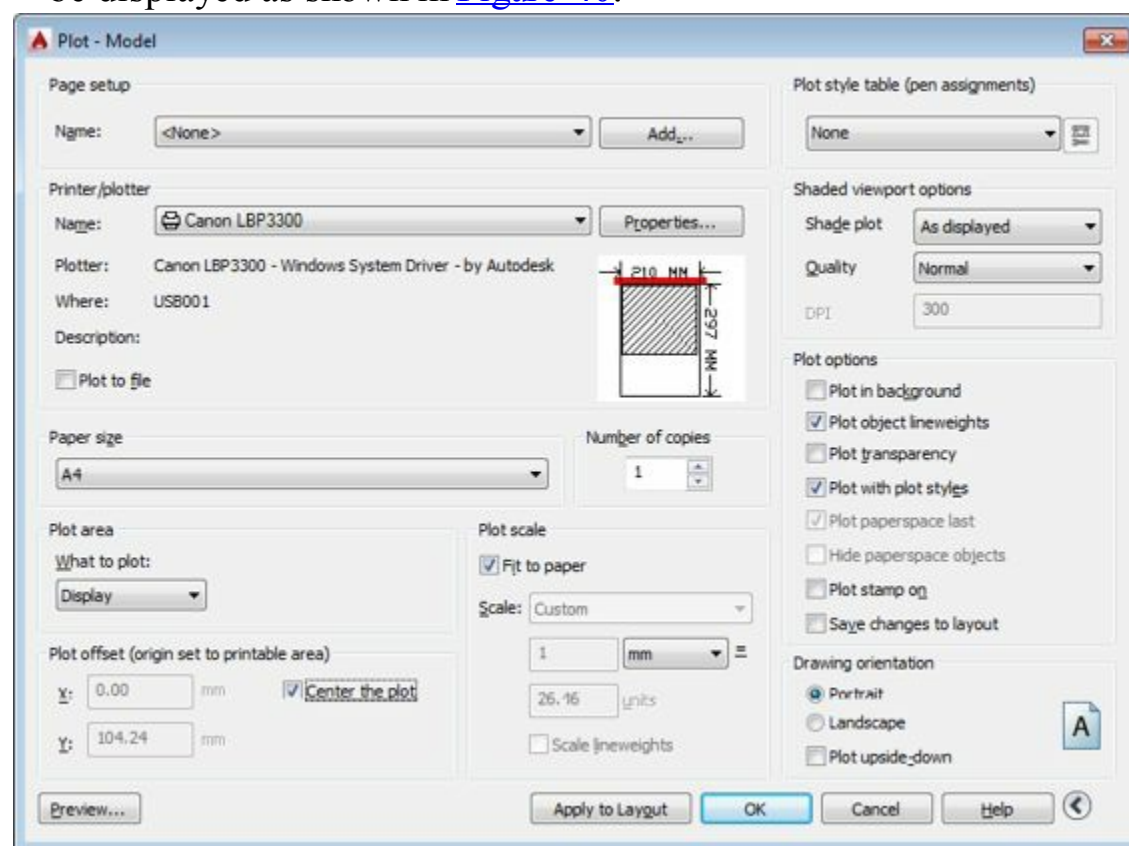 be displayed as shown in Figure-40.
Plot - Model
Page setup
Name: <None> Add...
Printer/plotter
Name: Canon LBP3300 Properties...
Plotter: Canon LBP3300 - Windows System Driver - by Autodesk
Where: USB001
Description:
Plot to file
210 MM
297 MM
Paper size
A4
Number of copies
1
Plot area
What to plot:
Display
Plot scale
Fit to paper
Scale: Custom
1 mm =
26.46 units
Scale lineweights
Plot offset (origin set to printable area)
X: 0.00 mm Center the plot
Y: 104.24 mm
Plot style table (pen assignments)
None
Shaded viewport options
Shade plot As displayed
Quality Normal
DPI 300
Plot options
Plot in background
Plot object lineweights
Plot transparency
Plot with plot styles
Plot paperspace last
Hide paperspace objects
Plot stamp on
Save changes to layout
Drawing orientation
Portrait
Landscape
Plot upside-down
A
Preview... Apply to Layout OK Cancel Help